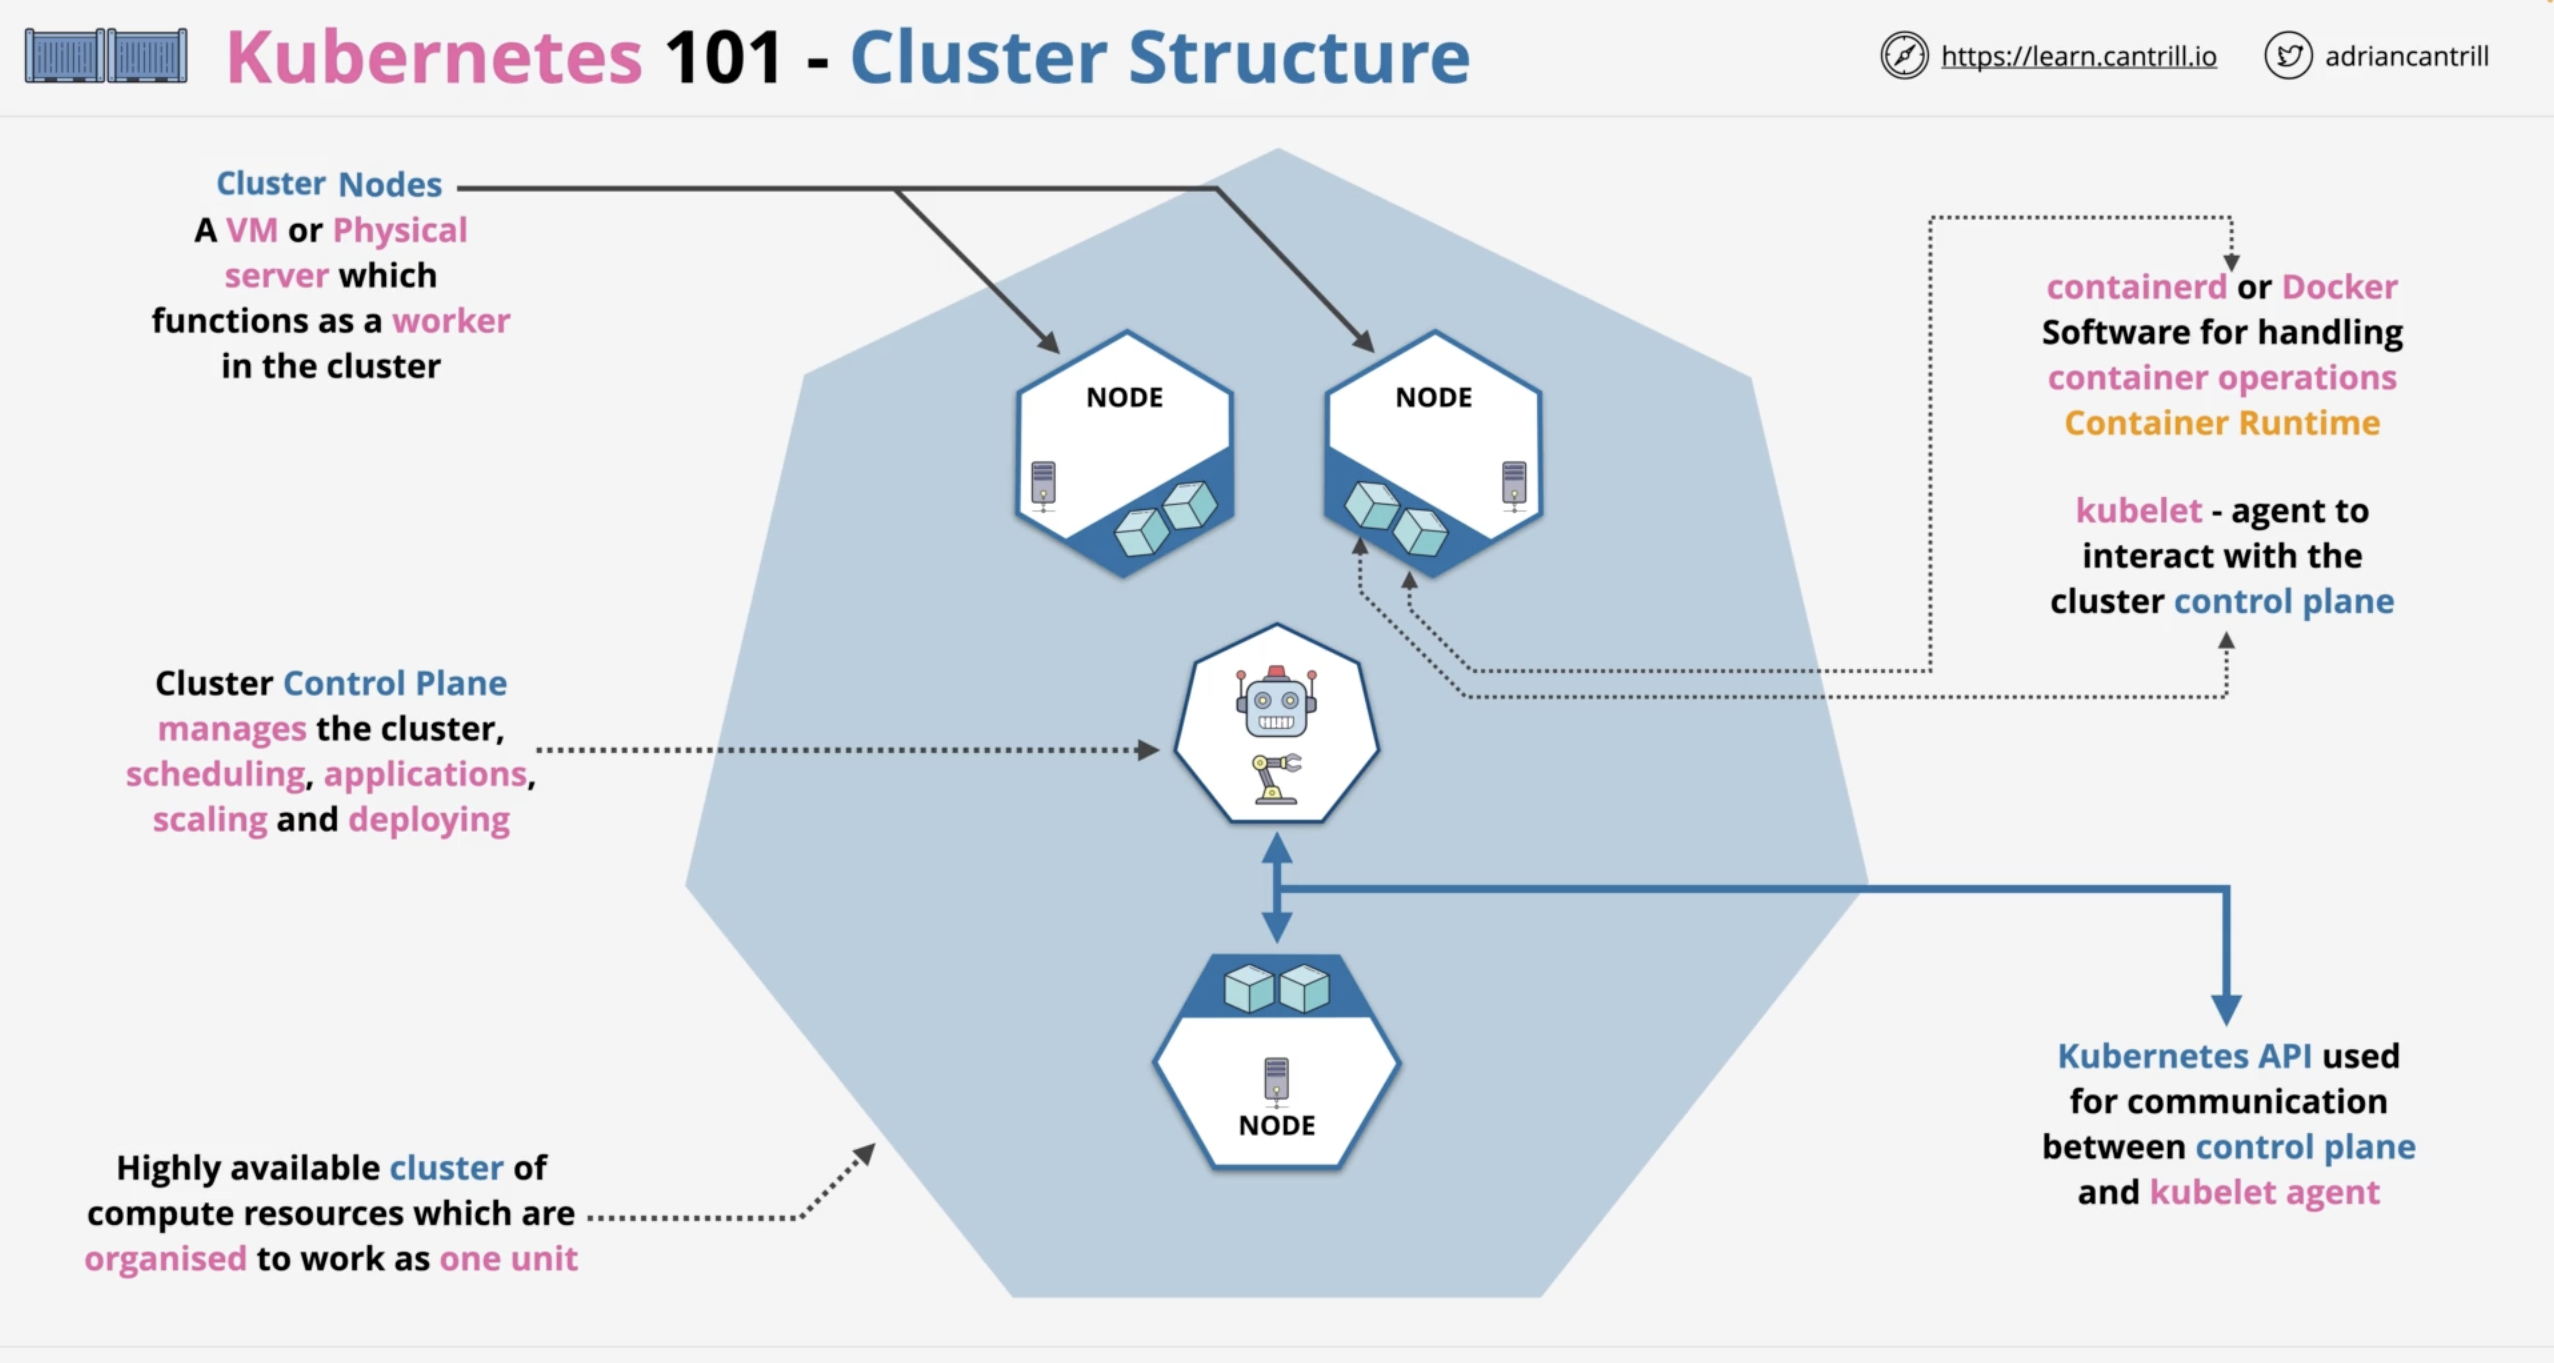 Kubernetes 101 - Cluster Structure
https://learn.cantrill.io
adriancantrill
Cluster Nodes
A VM or Physical
server which
functions as a worker
in the cluster
NODE
NODE
containerd or Docker
Software for handling
container operations
Container Runtime
kubelet - agent to
interact with the
cluster control plane
Cluster Control Plane
manages the cluster,
scheduling, applications,
scaling and deploying
NODE
Highly available cluster of
compute resources which are
organised to work as one unit
Kubernetes API used
for communication
between control plane
and kubelet agent